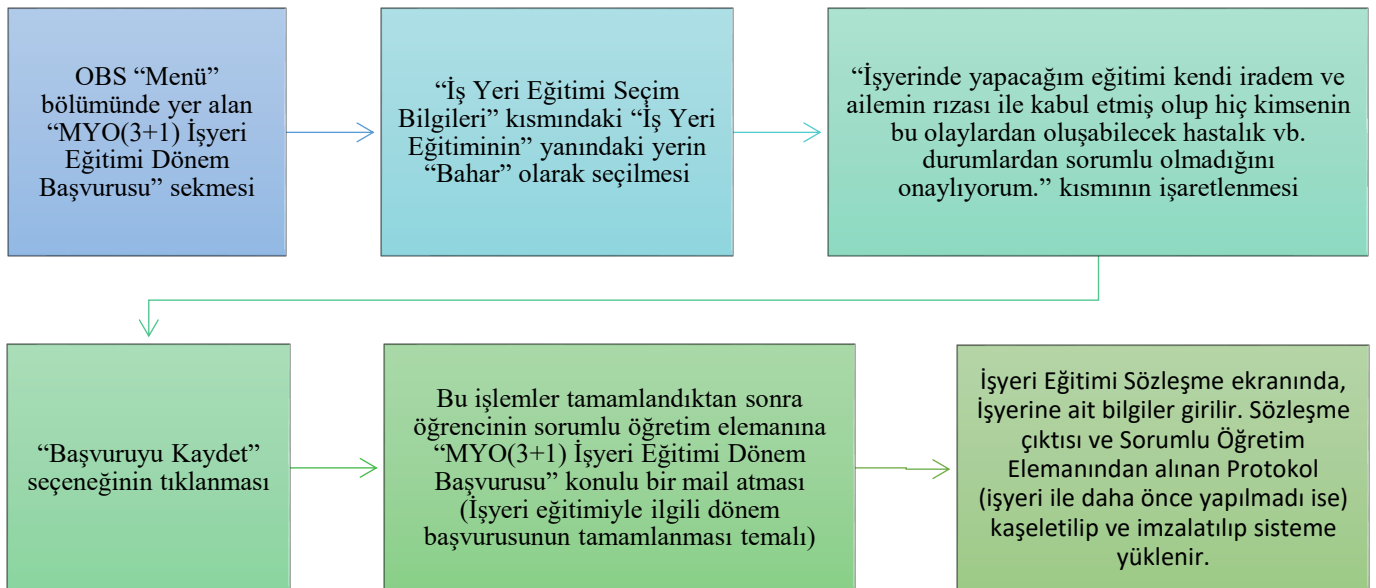 OBS “Menü”
bölümünde yer alan
“MYO(3+1) İşyeri
Eğitimi Dönem
Başvurusu” sekmesi
“İş Yeri Eğitimi Seçim
Bilgileri” kısmındaki “İş Yeri
Eğitiminin” yanındaki yerin
“Bahar” olarak seçilmesi
“İşyerinde yapacağım eğitimi kendi iradem ve
ailemin rızası ile kabul etmiş olup hiç kimsenin
bu olaylardan oluşabilecek hastalık vb.
durumlardan sorumlu olmadığını
onaylıyorum.” kısmının işaretlenmesi
“Başvuruyu Kaydet”
seçeneğinin tıklanması
Bu işlemler tamamlandıktan sonra
öğrencinin sorumlu öğretim elemanına
“MYO(3+1) İşyeri Eğitimi Dönem
Başvurusu” konulu bir mail atması
(İşyeri eğitimiyle ilgili dönem
başvurusunun tamamlanması temalı)
İşyeri Eğitimi Sözleşme ekranında,
İşyerine ait bilgiler girilir. Sözleşme
çıktısı ve Sorumlu Öğretim
Elemanından alınan Protokol
(işyeri ile daha önce yapılmadı ise)
kaşeletilip ve imzalatılıp sisteme
yüklenir.